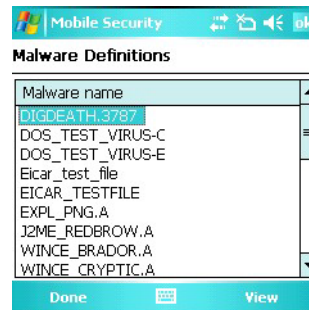 Mobile Security
ok
Malware Definitions
Malware name
DIGDEATH.3787
DOS_TEST_VIRUS-C
DOS_TEST_VIRUS-E
Eicar_test_file
EICAR_TESTFILE
EXPL_PNG.A
J2ME_REDBROW.A
WINCE_BRADOR.A
WINCE_CRYPTIC.A
Done
View